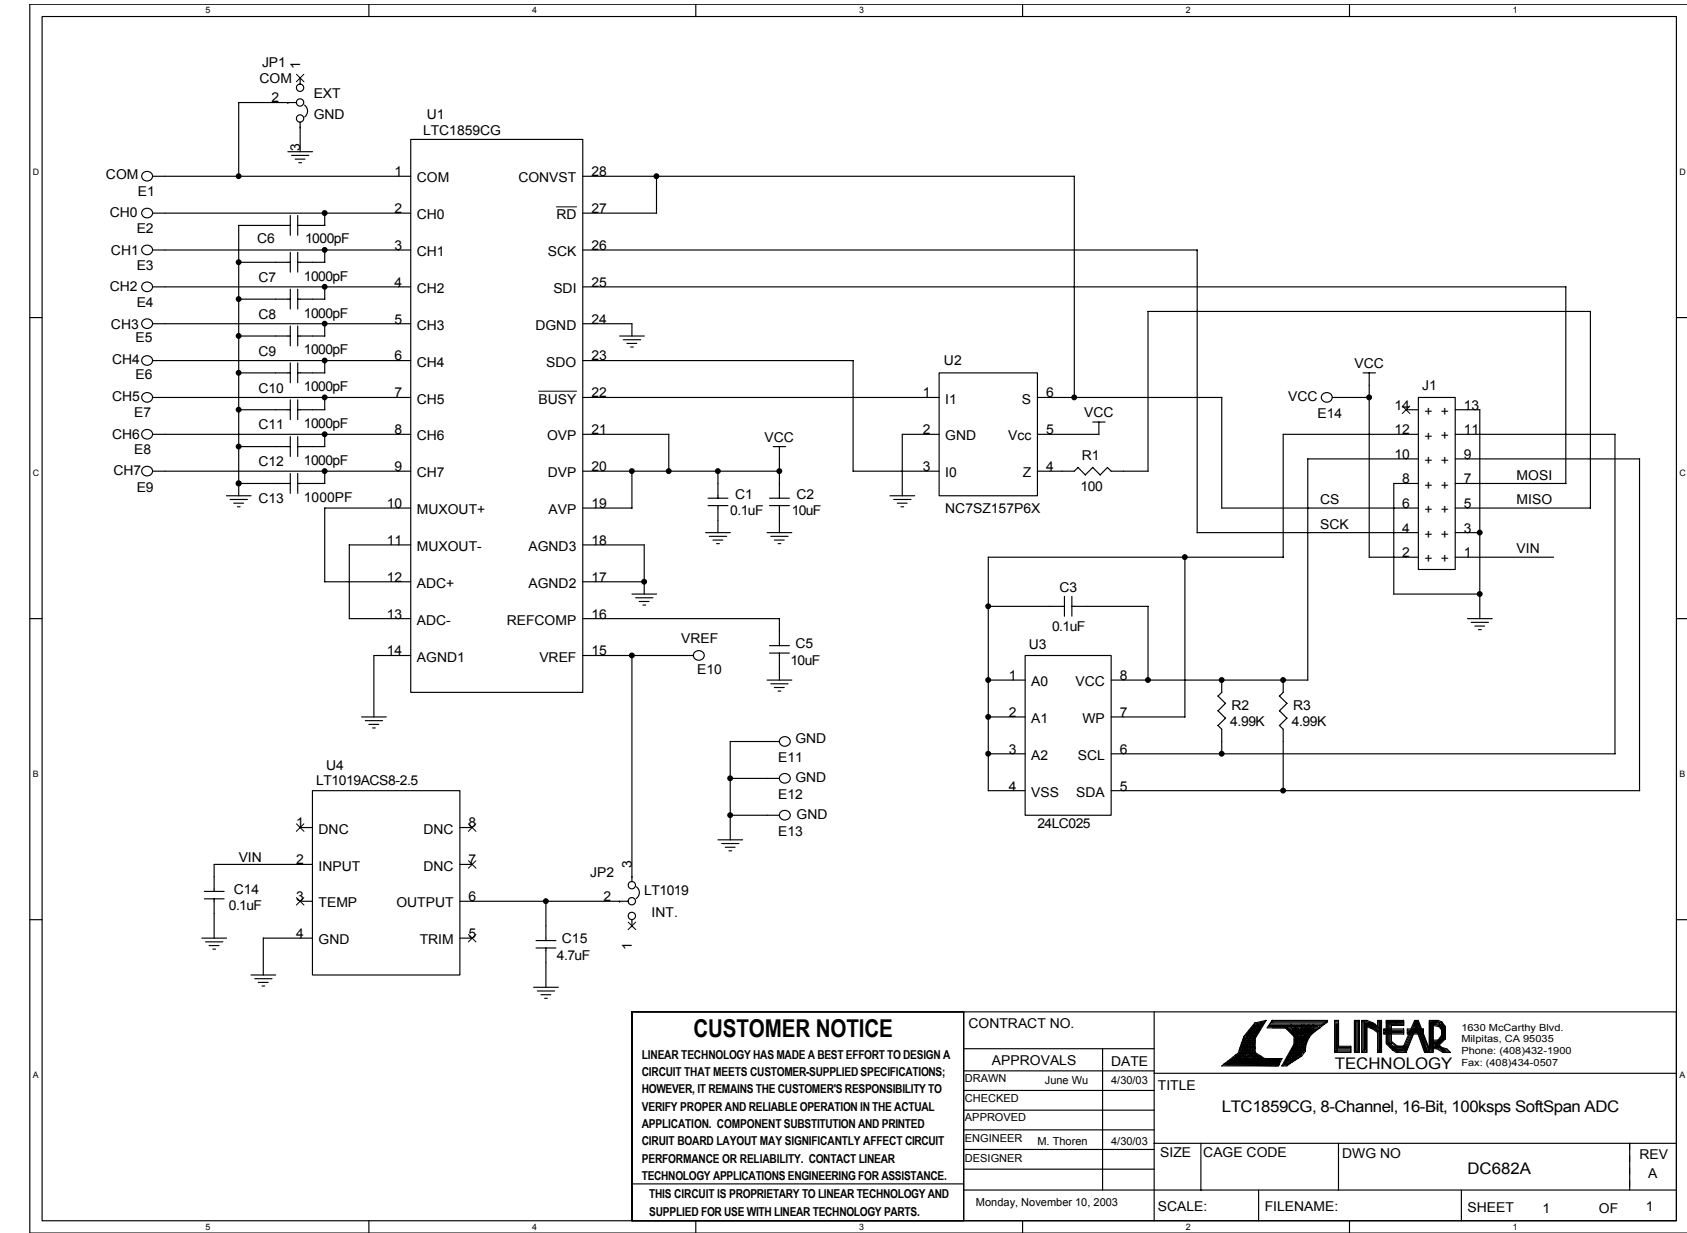 5 4 3 2 1
D
C
B
A
D
C
B
A
5 4 3 2 1
JP1
COM
1
2
3
EXT
GND
COM
E1
CH0
E2
CH1
E3
CH2
E4
CH3
E5
CH4
E6
CH5
E7
CH6
E8
CH7
E9
C6 1000pF
C7 1000pF
C8 1000pF
C9 1000pF
C10 1000pF
C11 1000pF
C12 1000pF
C13 1000PF
U1
LTC1859CG
1 COM CONVST 28
2 CH0 RD 27
3 CH1 SCK 26
4 CH2 SDI 25
5 CH3 DGND 24
6 CH4 SDO 23
7 CH5 BUSY 22
8 CH6 OVP 21
9 CH7 DVP 20
10 MUXOUT+ AVP 19
11 MUXOUT- AGND3 18
12 ADC+ AGND2 17
13 ADC- REFCOMP 16
14 AGND1 VREF 15
VCC
C1
0.1uF
C2
10uF
VREF
E10
C5
10uF
U2
1 I1 S 6
2 GND Vcc 5
3 I0 Z 4
NC7SZ157P6X
VCC
R1
100
VCC
VCC
E14
J1
14 + + 13
12 + + 11
10 + + 9
8 + + 7 MOSI
CS 6 + + 5 MISO
SCK 4 + + 3
2 + + 1 VIN
C3
0.1uF
U3
1 A0 VCC 8
2 A1 WP 7
3 A2 SCL 6
4 VSS SDA 5
24LC025
R2
4.99K
R3
4.99K
GND
E11
GND
E12
GND
E13
U4
LT1019ACS8-2.5
1 DNC DNC 8
VIN 2 INPUT DNC 7
3 TEMP OUTPUT 6
4 GND TRIM 5
C14
0.1uF
C15
4.7uF
JP2
3
2
1
LT1019
INT.
CUSTOMER NOTICE
LINEAR TECHNOLOGY HAS MADE A BEST EFFORT TO DESIGN A
CIRCUIT THAT MEETS CUSTOMER-SUPPLIED SPECIFICATIONS;
HOWEVER, IT REMAINS THE CUSTOMER'S RESPONSIBILITY TO
VERIFY PROPER AND RELIABLE OPERATION IN THE ACTUAL
APPLICATION. COMPONENT SUBSTITUTION AND PRINTED
CIRUIT BOARD LAYOUT MAY SIGNIFICANTLY AFFECT CIRCUIT
PERFORMANCE OR RELIABILITY. CONTACT LINEAR
TECHNOLOGY APPLICATIONS ENGINEERING FOR ASSISTANCE.
THIS CIRCUIT IS PROPRIETARY TO LINEAR TECHNOLOGY AND
SUPPLIED FOR USE WITH LINEAR TECHNOLOGY PARTS.
CONTRACT NO.
APPROVALS DATE
DRAWN June Wu 4/30/03
CHECKED
APPROVED
ENGINEER M. Thoren 4/30/03
DESIGNER
Monday, November 10, 2003
LINEAR
TECHNOLOGY
1630 McCarthy Blvd.
Milpitas, CA 95035
Phone: (408)432-1900
Fax: (408)434-0507
TITLE
LTC1859CG, 8-Channel, 16-Bit, 100ksps SoftSpan ADC
SIZE CAGE CODE DWG NO REV
DC682A A
SCALE: FILENAME: SHEET 1 OF 1